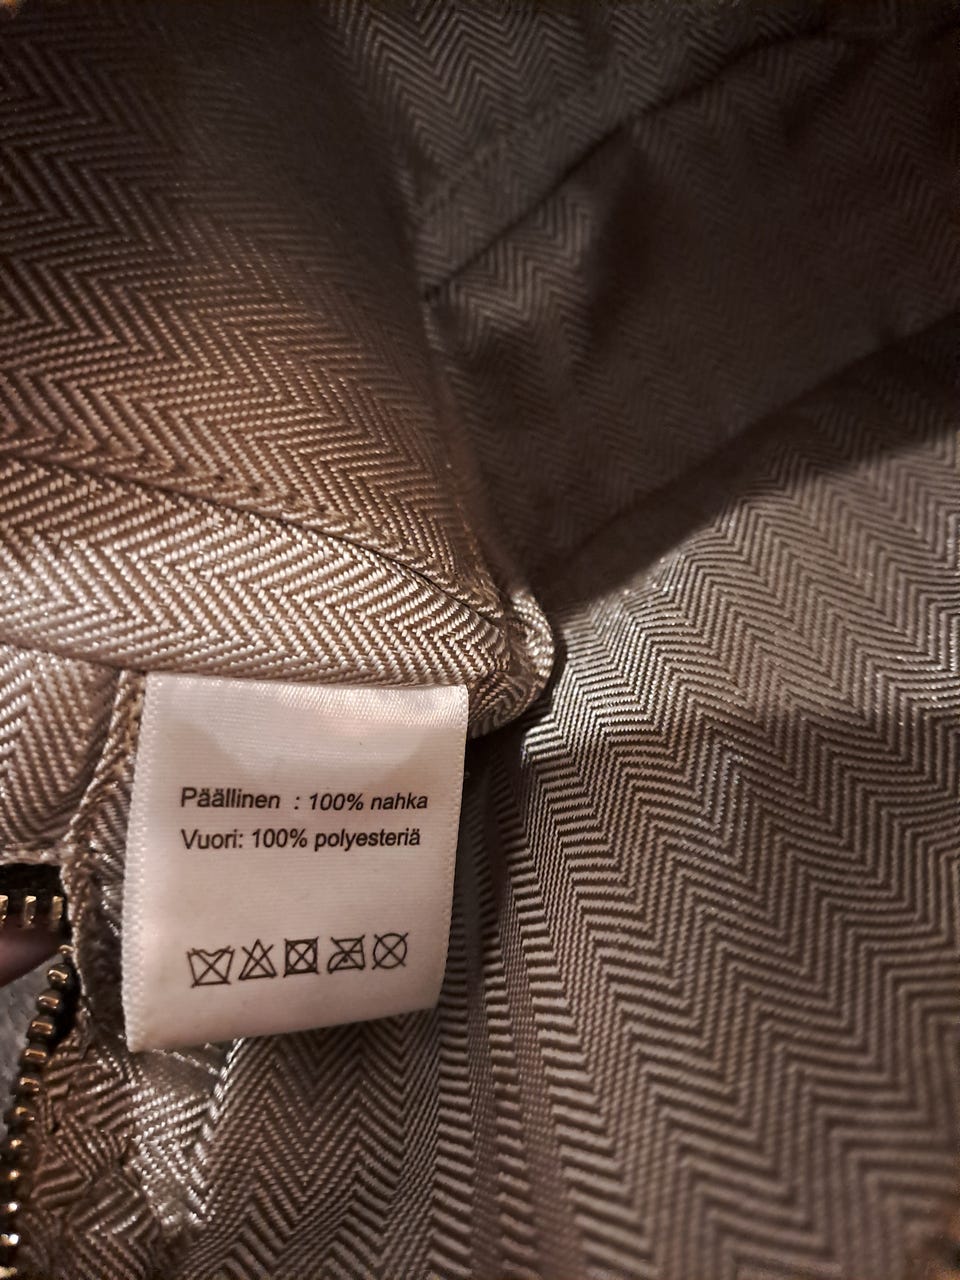 Päällinen : 100% nahka
Vuori: 100% polyesteriä